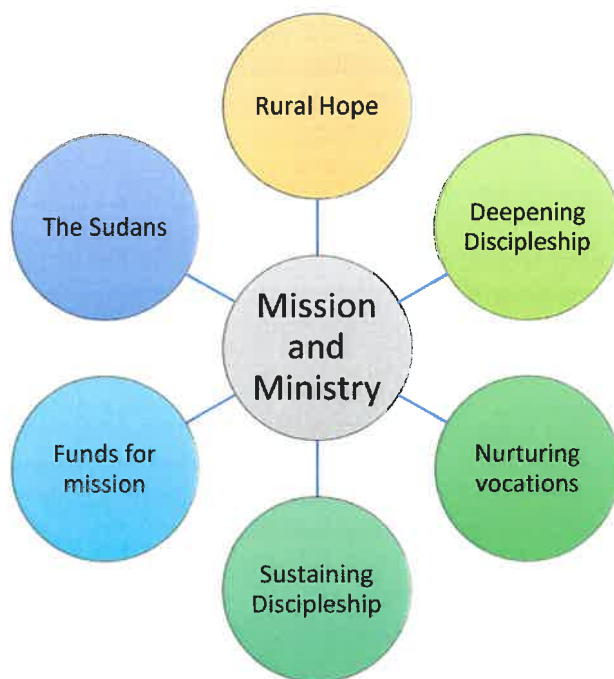 Rural Hope
The Sudans
Deepening
Discipleship
Mission
and
Ministry
Funds for
mission
Nurturing
vocations
Sustaining
Discipleship